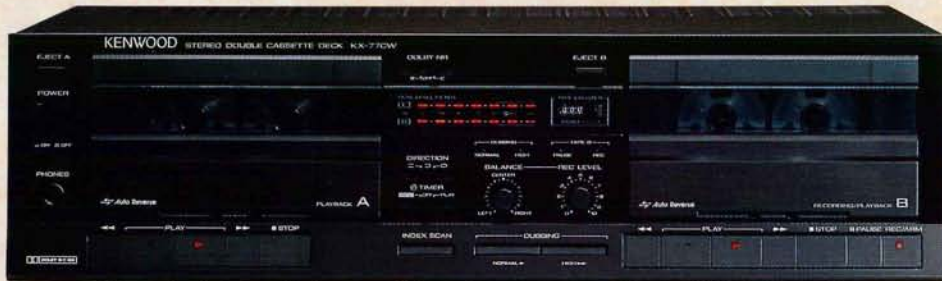 KENWOOD STEREO DOUBLE CASSETTE DECK KX-77CW
EJECT A
DOLBY NR
EJECT B
POWER
PHONES
DIRECTION
TIMER
DUBBING
NORMAL HIGH
TAPE B
PAUSE REC
BALANCE
CENTER
LEFT RIGHT
REC LEVEL
Auto Reverse
PLAYBACK A
Auto Reverse
RECORDING/PLAYBACK B
PLAY
STOP
INDEX SCAN
DUBBING
NORMAL
PLAY
STOP
PAUSE
REC/ARM